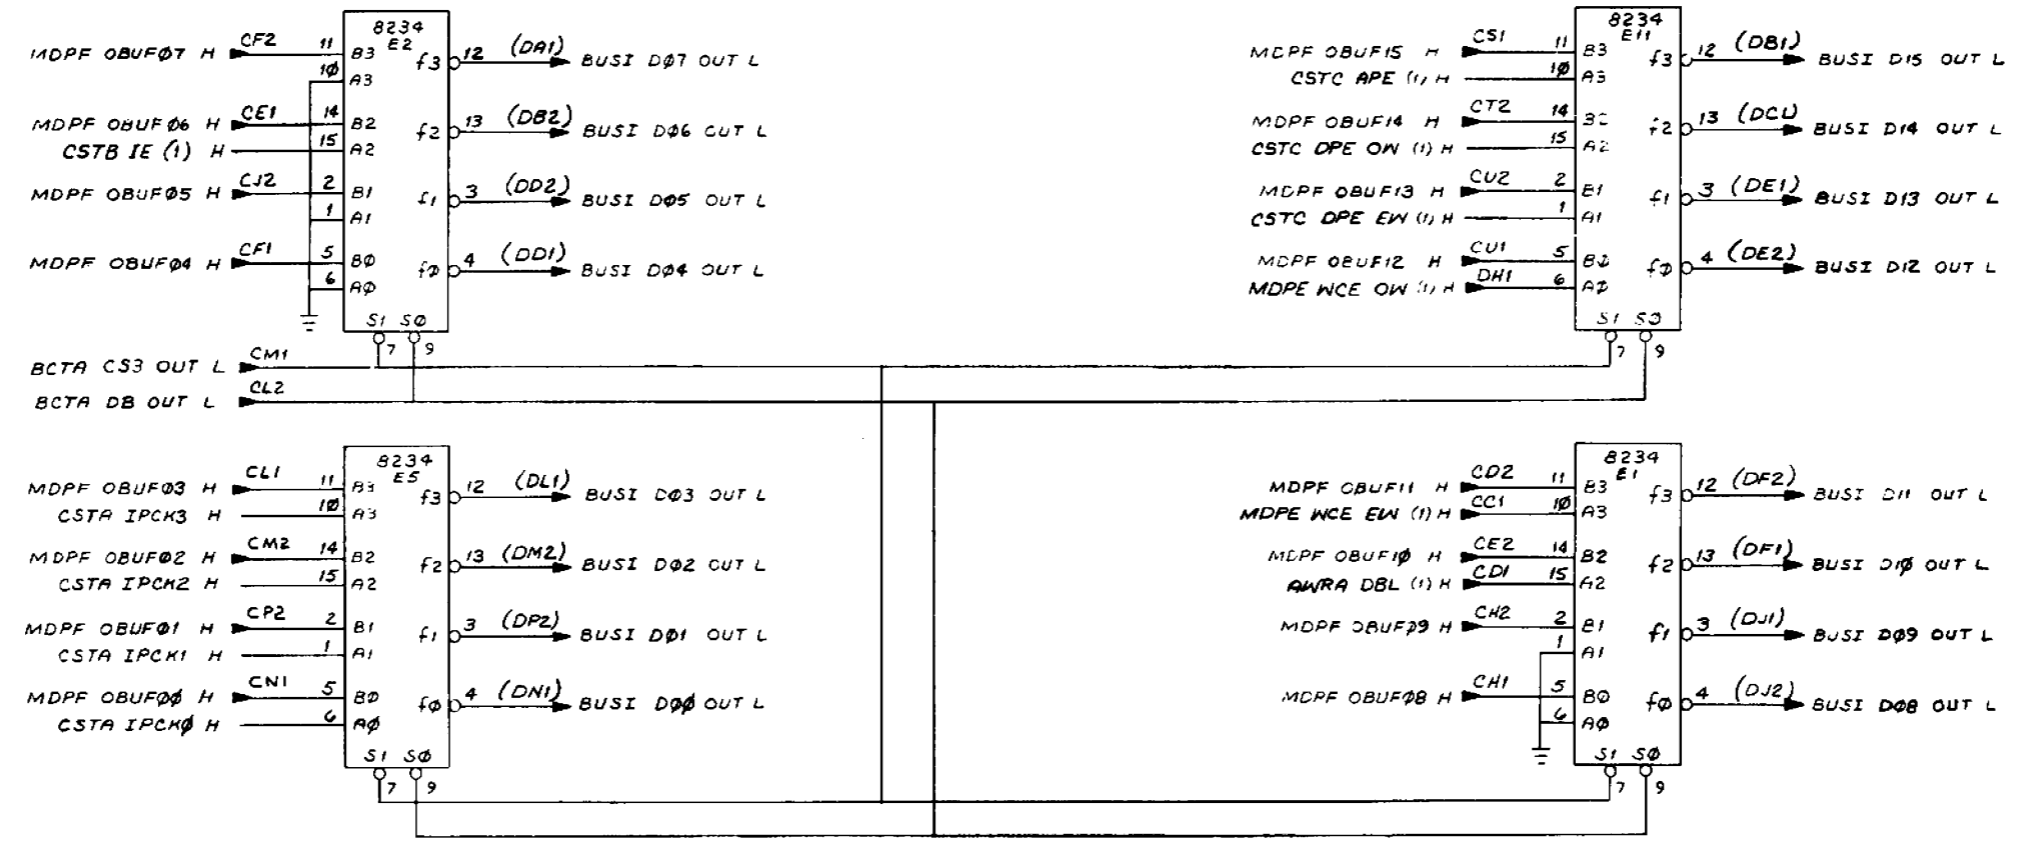 8234
E2
MDPF OBUFØ7 H CF2 11 B3 f3 12 (DA1) BUSI DØ7 OUT L
1Ø A3
MDPF OBUFØ6 H CE1 14 B2 f2 13 (DB2) BUSI DØ6 OUT L
CSTB IE (1) H 15 A2
MDPF OBUFØ5 H CJ2 2 B1 f1 3 (DD2) BUSI DØ5 OUT L
1 A1
MDPF OBUFØ4 H CF1 5 BØ fØ 4 (DD1) BUSI DØ4 OUT L
6 AØ
S1 SØ
7 9
8234
E11
MDPF OBUF15 H CS1 11 B3 f3 12 (DB1) BUSI D15 OUT L
CSTC APE (1) H 1Ø A3
MDPF OBUF14 H CT2 14 f2 13 BUSI D14 OUT L
CSTC DPE OW (1) H 15 A2
MDPF OBUF13 H CU2 2 B1 f1 3 (DE1) BUSI D13 OUT L
CSTC DPE EW (1) H 1 A1
MDPF OBUF12 H CU1 5 BØ fØ 4 (DE2) BUSI D12 OUT L
MDPE WCE OW (1) H DH1 6 AØ
S1 SØ
7 9
BCTA CS3 OUT L CM1
BCTA DB OUT L CL2
8234
E5
MDPF OBUFØ3 H CL1 11 B3 f3 12 (DL1) BUSI DØ3 OUT L
CSTA IPCK3 H 1Ø A3
MDPF OBUFØ2 H CM2 14 B2 f2 13 (DM2) BUSI DØ2 OUT L
CSTA IPCK2 H 15 A2
MDPF OBUFØ1 H CP2 2 B1 f1 3 (DP2) BUSI DØ1 OUT L
CSTA IPCK1 H 1 A1
MDPF OBUFØØ H CN1 5 BØ fØ 4 (DN1) BUSI DØØ OUT L
CSTA IPCKØ H 6 AØ
S1 SØ
7 9
8234
E1
MDPF OBUF11 H CD2 11 B3 f3 12 (DF2) BUSI D11 OUT L
MDPE WCE EW (1) H CC1 1Ø A3
MDPF OBUF1Ø H CE2 14 B2 f2 13 (DF1) BUSI D1Ø OUT L
AWRA DBL (1) H CD1 15 A2
MDPF OBUFØ9 H CH2 2 B1 f1 3 (DJ1) BUSI DØ9 OUT L
1 A1
MDPF OBUFØ8 H CH1 5 BØ fØ 4 (DJ2) BUSI DØ8 OUT L
6 AØ
S1 SØ
7 9